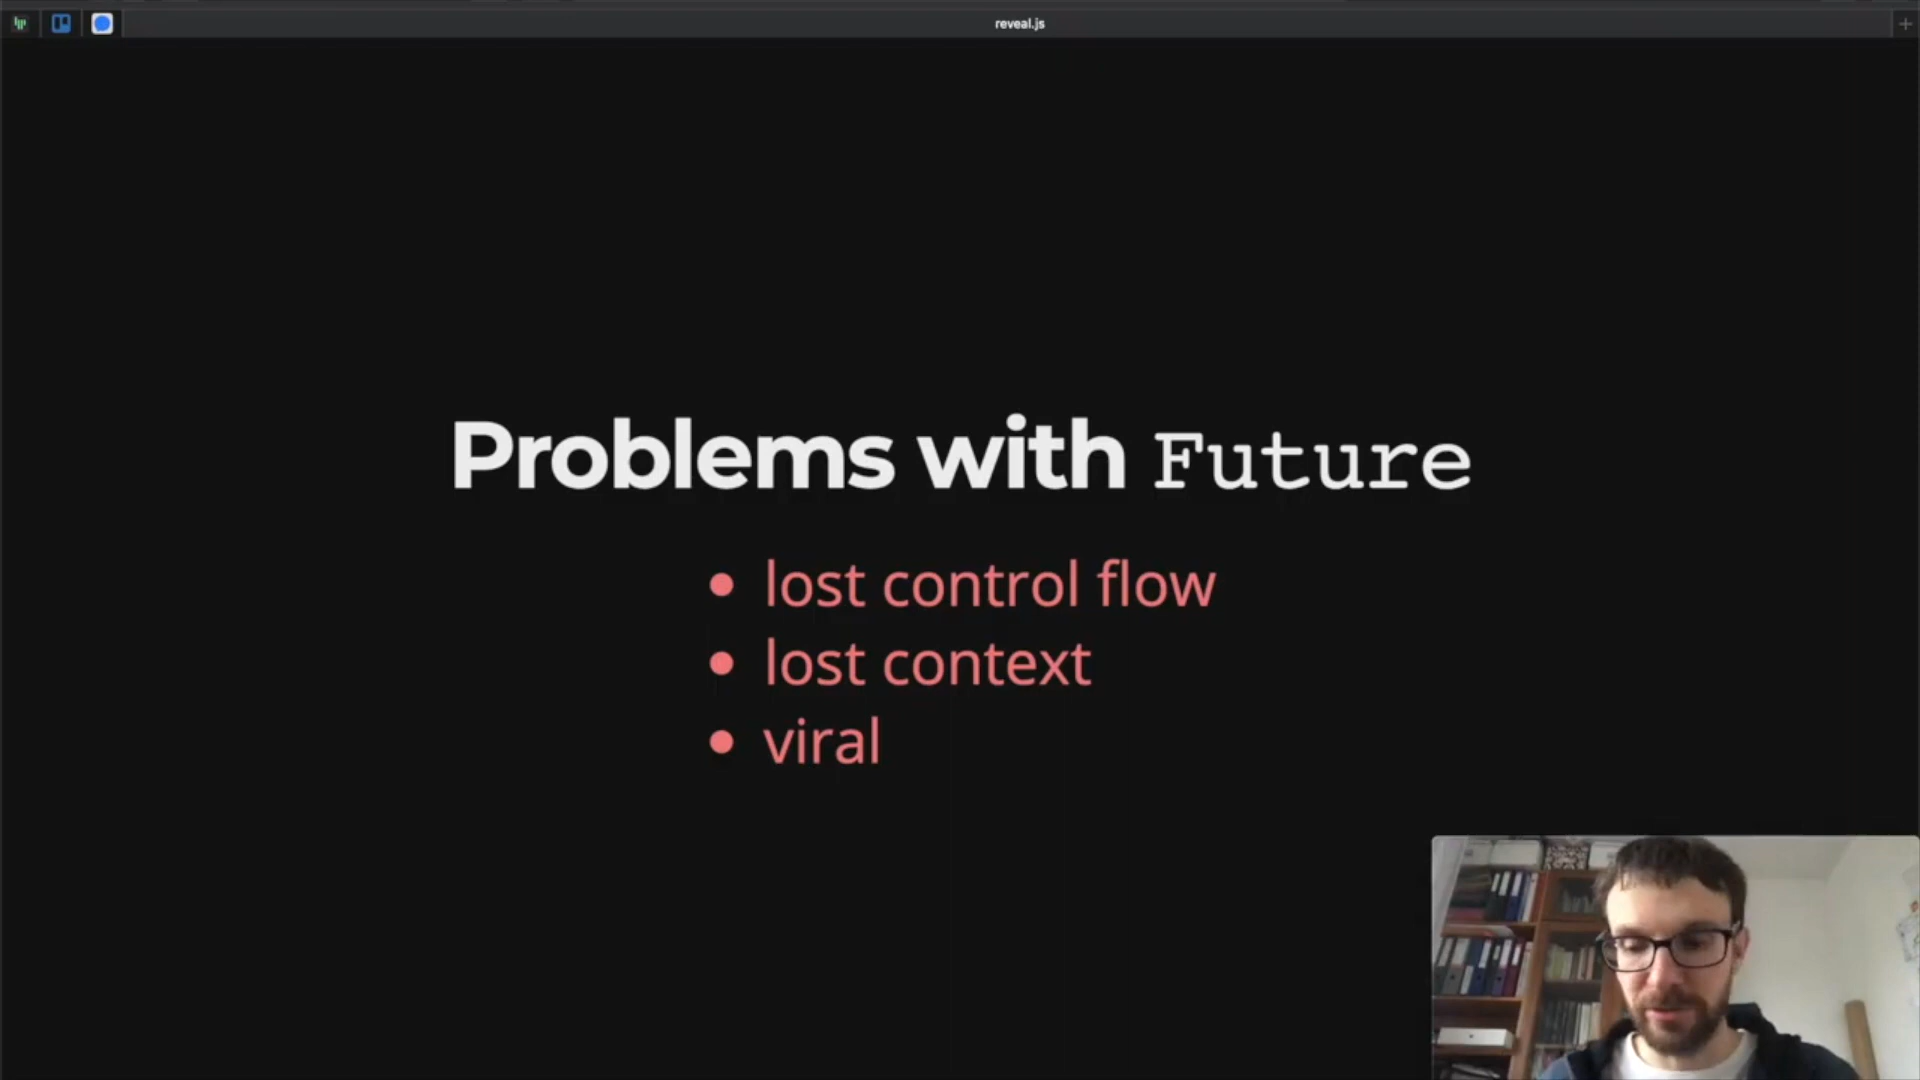 reveal.js
Problems with Future
lost control flow
lost context
viral